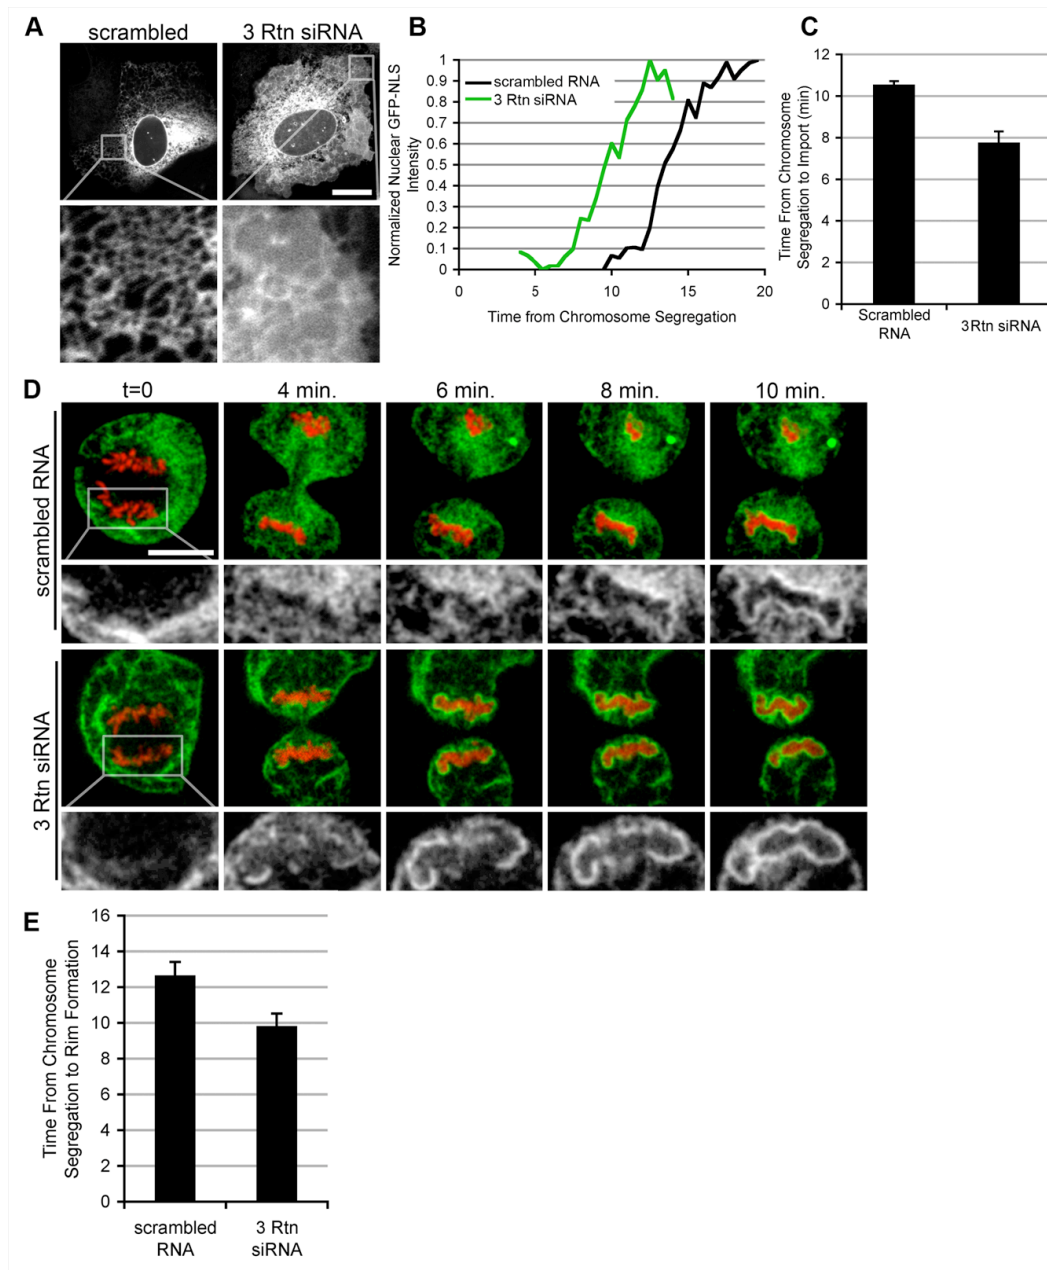 A
scrambled
3 Rtn siRNA
B
Normalized Nuclear GFP-NLS
Intensity
1
0.9
0.8
0.7
0.6
0.5
0.4
0.3
0.2
0.1
0
scrambled RNA
3 Rtn siRNA
0
5
10
15
20
Time from Chromosome Segregation
C
Time From Chromosome
Segregation to Import (min)
12
10
8
6
4
2
0
Scrambled
RNA
3Rtn siRNA
D
t=0
4 min.
6 min.
8 min.
10 min.
scrambled RNA
3 Rtn siRNA
E
Time From Chromosome
Segregation to Rim Formation
16
14
12
10
8
6
4
2
0
scrambled
RNA
3 Rtn
siRNA